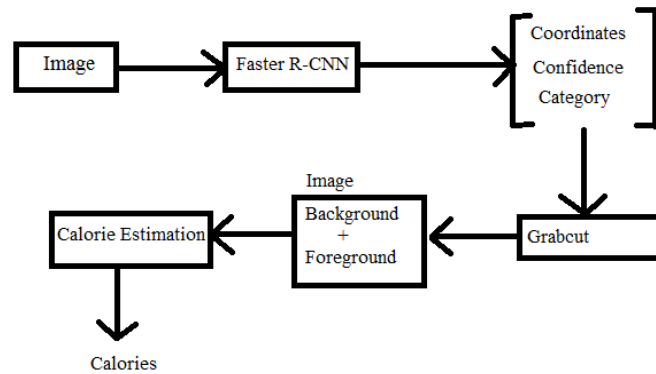 Image
Faster R-CNN
Coordinates
Confidence
Category
Grabcut
Image
Background
+
Foreground
Calorie Estimation
Calories